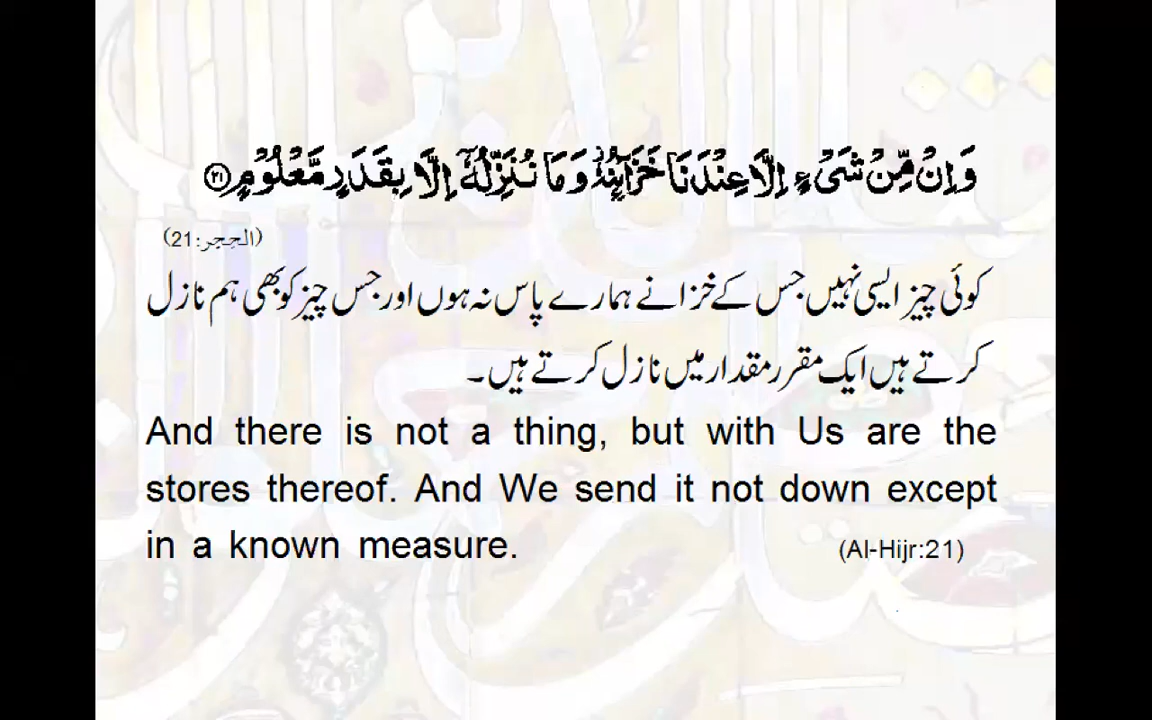 وَاِنْ مِّنْ شَیْءٍ اِلَّا عِنْدَنَا خَزَآئِنُهٗ وَمَا نُنَزِّلُهٗۤ اِلَّا بِقَدَرٍ مَّعْلُوْمٍ ﴿۲۱﴾
(الحجر:21)
کوئی چیز ایسی نہیں جس کے خزانے ہمارے پاس نہ ہوں اور جس چیز کو بھی ہم نازل
کرتے ہیں ایک مقرر مقدار میں نازل کرتے ہیں۔
And there is not a thing, but with Us are the
stores thereof. And We send it not down except
in a known measure. (Al-Hijr:21)